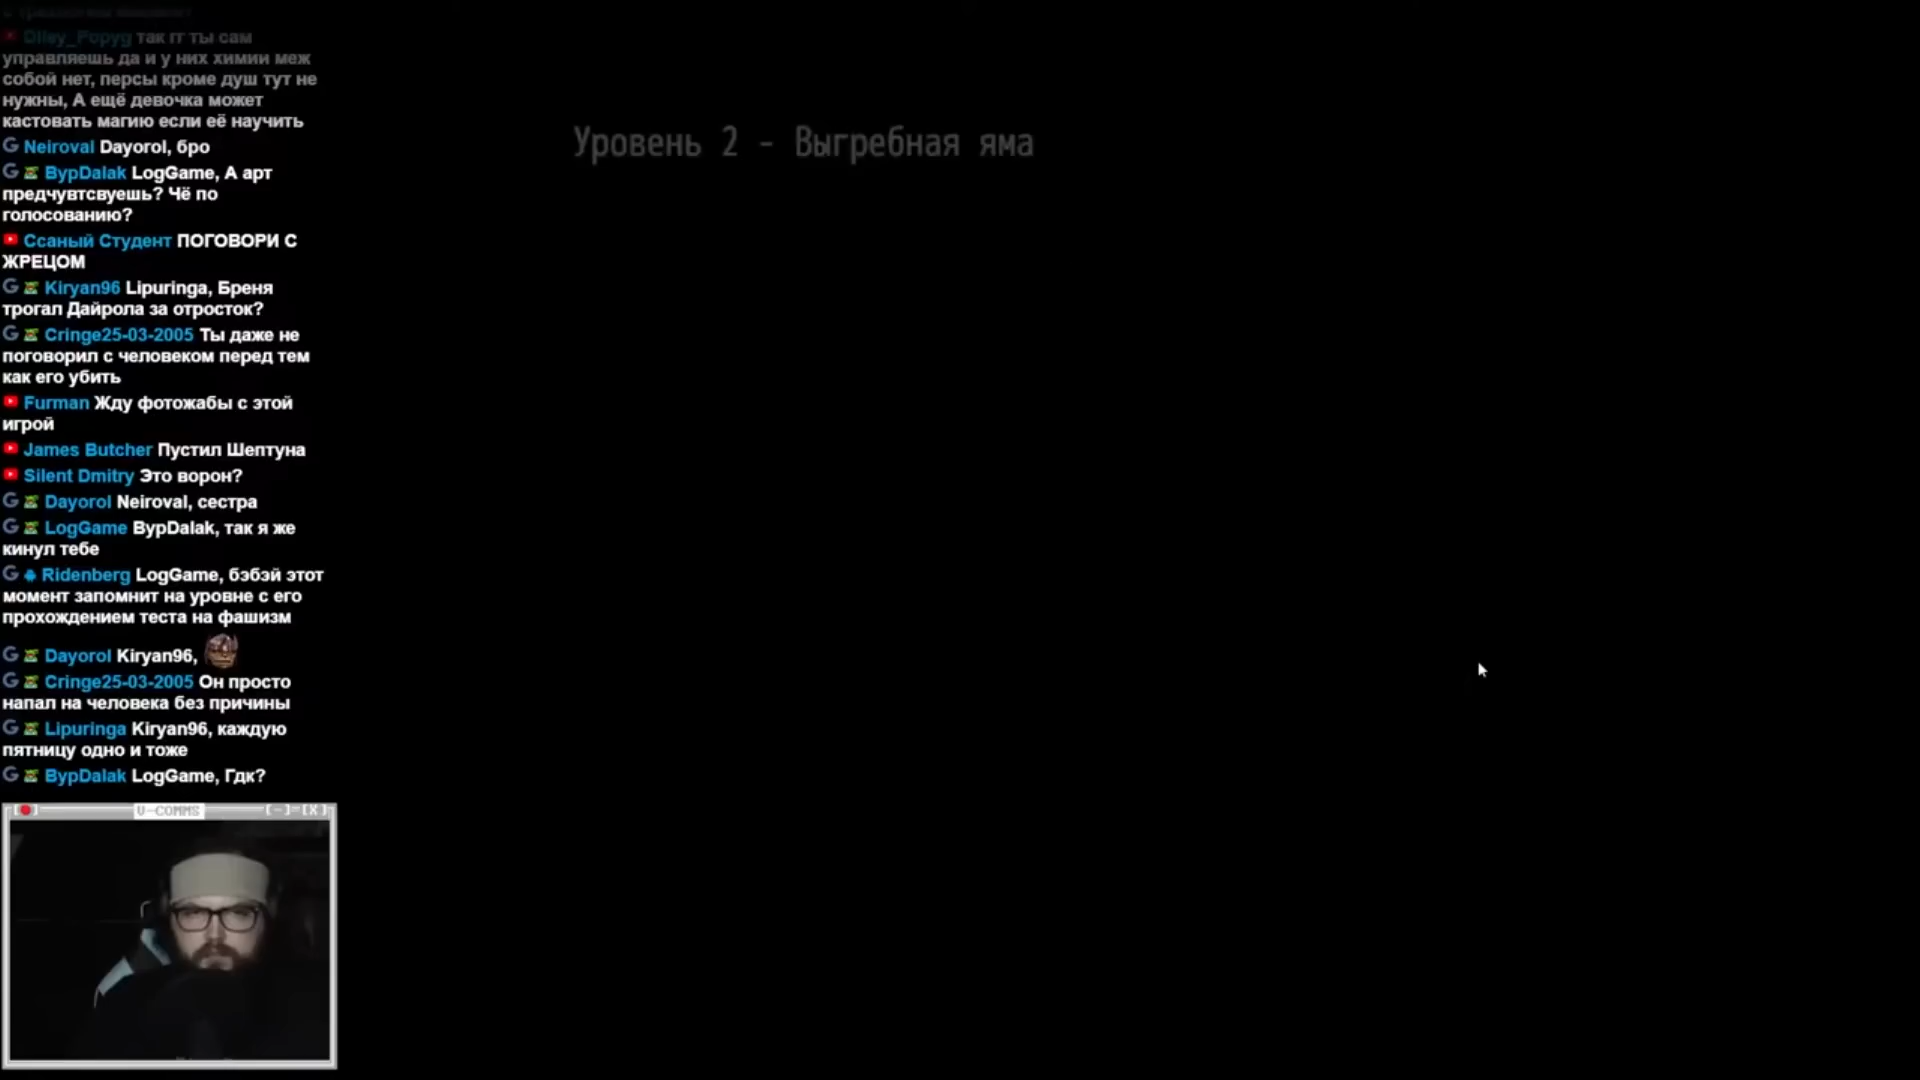 Diley_Popyg так гг ты сам
управляешь да и у них химии меж
собой нет, персы кроме душ тут не
нужны, А ещё девочка может
кастовать магию если её научить
Neiroval Dayorol, бро
BypDalak LogGame, А арт
предчувтсвуешь? Чё по
голосованию?
Ссаный Студент ПОГОВОРИ С
ЖРЕЦОМ
Kiryan96 Lipuringa, Бреня
трогал Дайрола за отросток?
Cringe25-03-2005 Ты даже не
поговорил с человеком перед тем
как его убить
Furman Жду фотожабы с этой
игрой
James Butcher Пустил Шептуна
Silent Dmitry Это ворон?
Dayorol Neiroval, сестра
LogGame BypDalak, так я же
кинул тебе
Ridenberg LogGame, бэбэй этот
момент запомнит на уровне с его
прохождением теста на фашизм
Dayorol Kiryan96,
Cringe25-03-2005 Он просто
напал на человека без причины
Lipuringa Kiryan96, каждую
пятницу одно и тоже
BypDalak LogGame, Гдк?
V-COMMS [-]-[X]
Уровень 2 - Выгребная яма